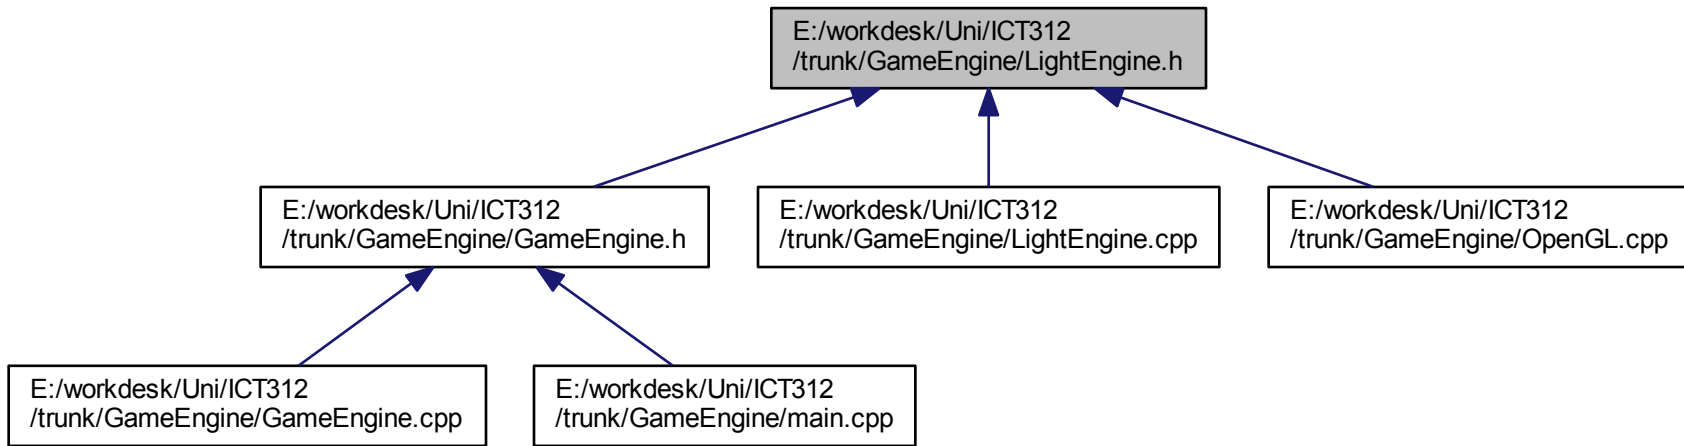 E:/workdesk/Uni/ICT312
/trunk/GameEngine/LightEngine.h
E:/workdesk/Uni/ICT312
/trunk/GameEngine/GameEngine.h
E:/workdesk/Uni/ICT312
/trunk/GameEngine/LightEngine.cpp
E:/workdesk/Uni/ICT312
/trunk/GameEngine/OpenGL.cpp
E:/workdesk/Uni/ICT312
/trunk/GameEngine/GameEngine.cpp
E:/workdesk/Uni/ICT312
/trunk/GameEngine/main.cpp